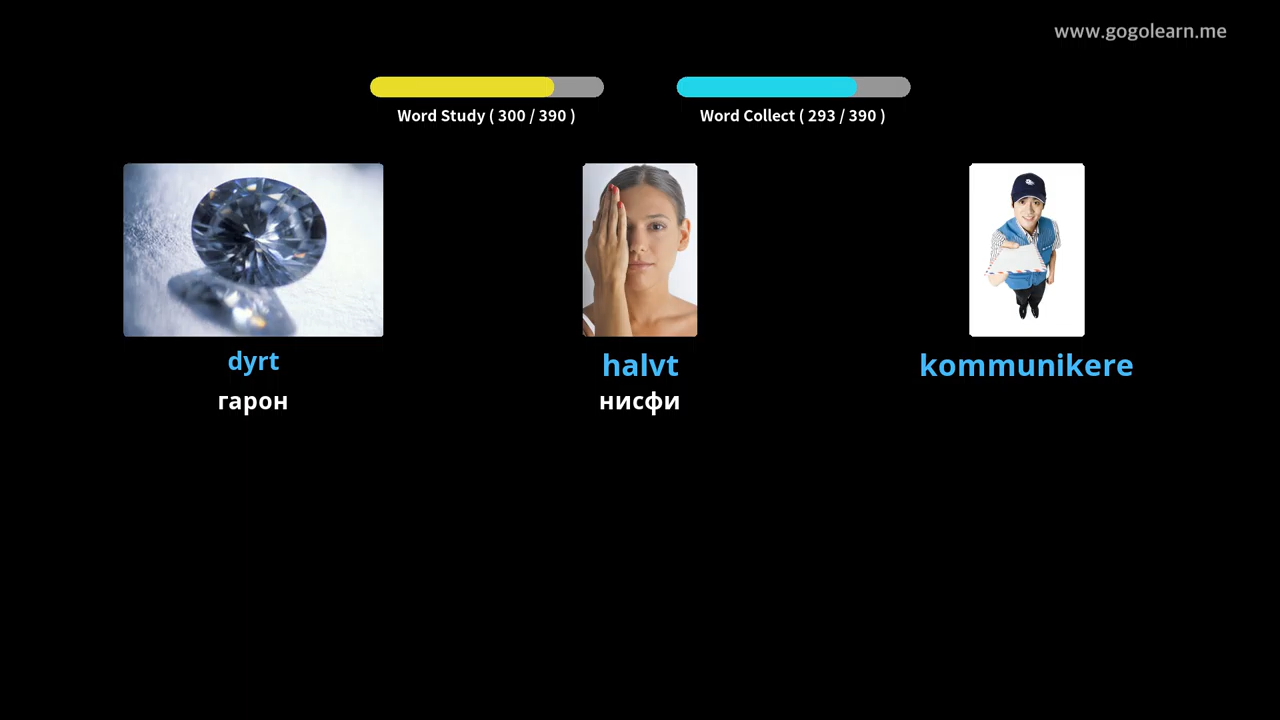 www.gogolearn.me
Word Study ( 300 / 390 )
Word Collect ( 293 / 390 )
dyrt
halvt
kommunikere
гарон
нисфи